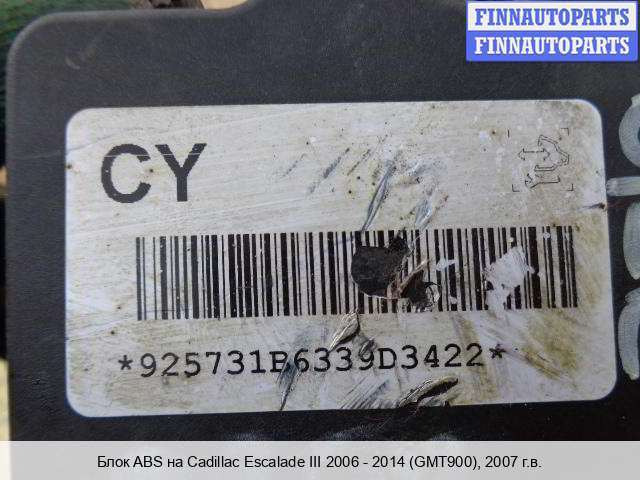 FINNAUTOPARTS
FINNAUTOPARTS
CY
*925731B6339D3422*
Блок ABS на Cadillac Escalade III 2006 - 2014 (GMT900), 2007 г.в.